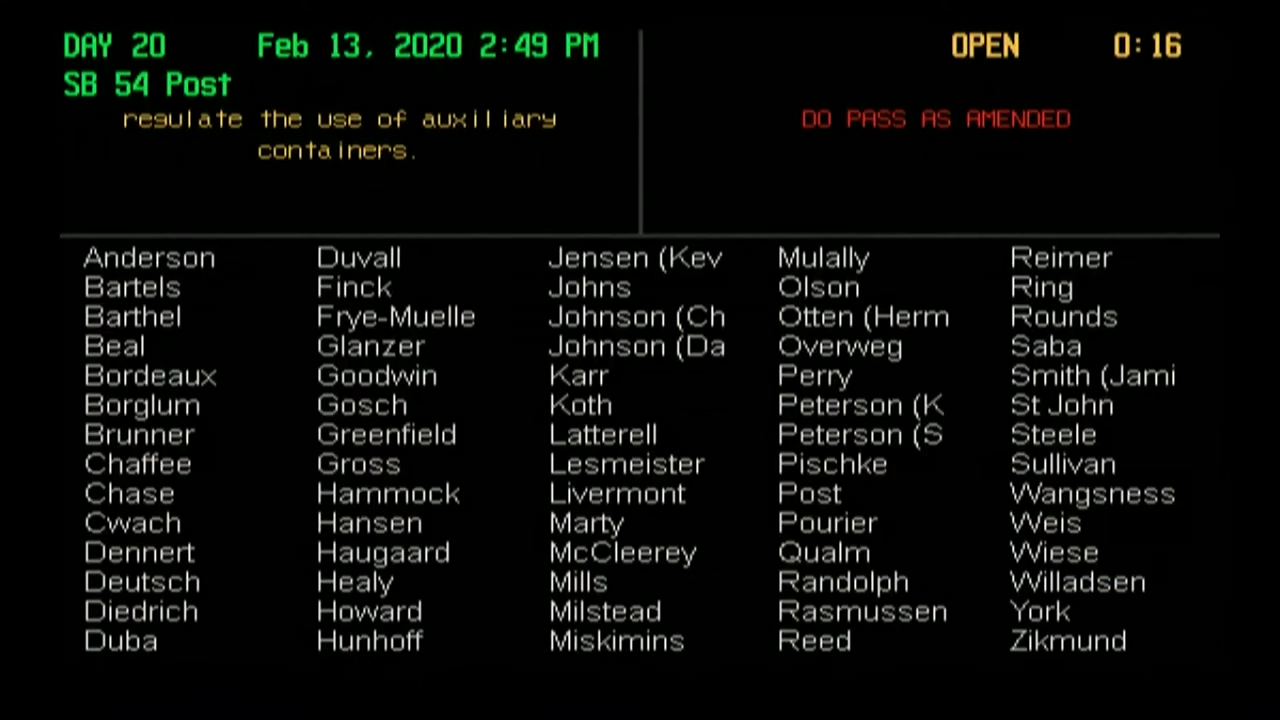 DAY 20 Feb 13, 2020 2:49 PM OPEN 0:16
SB 54 Post
regulate the use of auxiliary DO PASS AS AMENDED
containers.
Anderson Duvall Jensen (Kev Mulally Reimer
Bartels Finck Johns Olson Ring
Barthel Frye-Muelle Johnson (Ch Otten (Herm Rounds
Beal Glanzer Johnson (Da Overweg Saba
Bordeaux Goodwin Karr Perry Smith (Jami
Borglum Gosch Koth Peterson (K St John
Brunner Greenfield Latterell Peterson (S Steele
Chaffee Gross Lesmeister Pischke Sullivan
Chase Hammock Livermont Post Wangsness
Cwach Hansen Marty Pourier Weis
Dennert Haugaard McCleerey Qualm Wiese
Deutsch Healy Mills Randolph Willadsen
Diedrich Howard Milstead Rasmussen York
Duba Hunhoff Miskimins Reed Zikmund